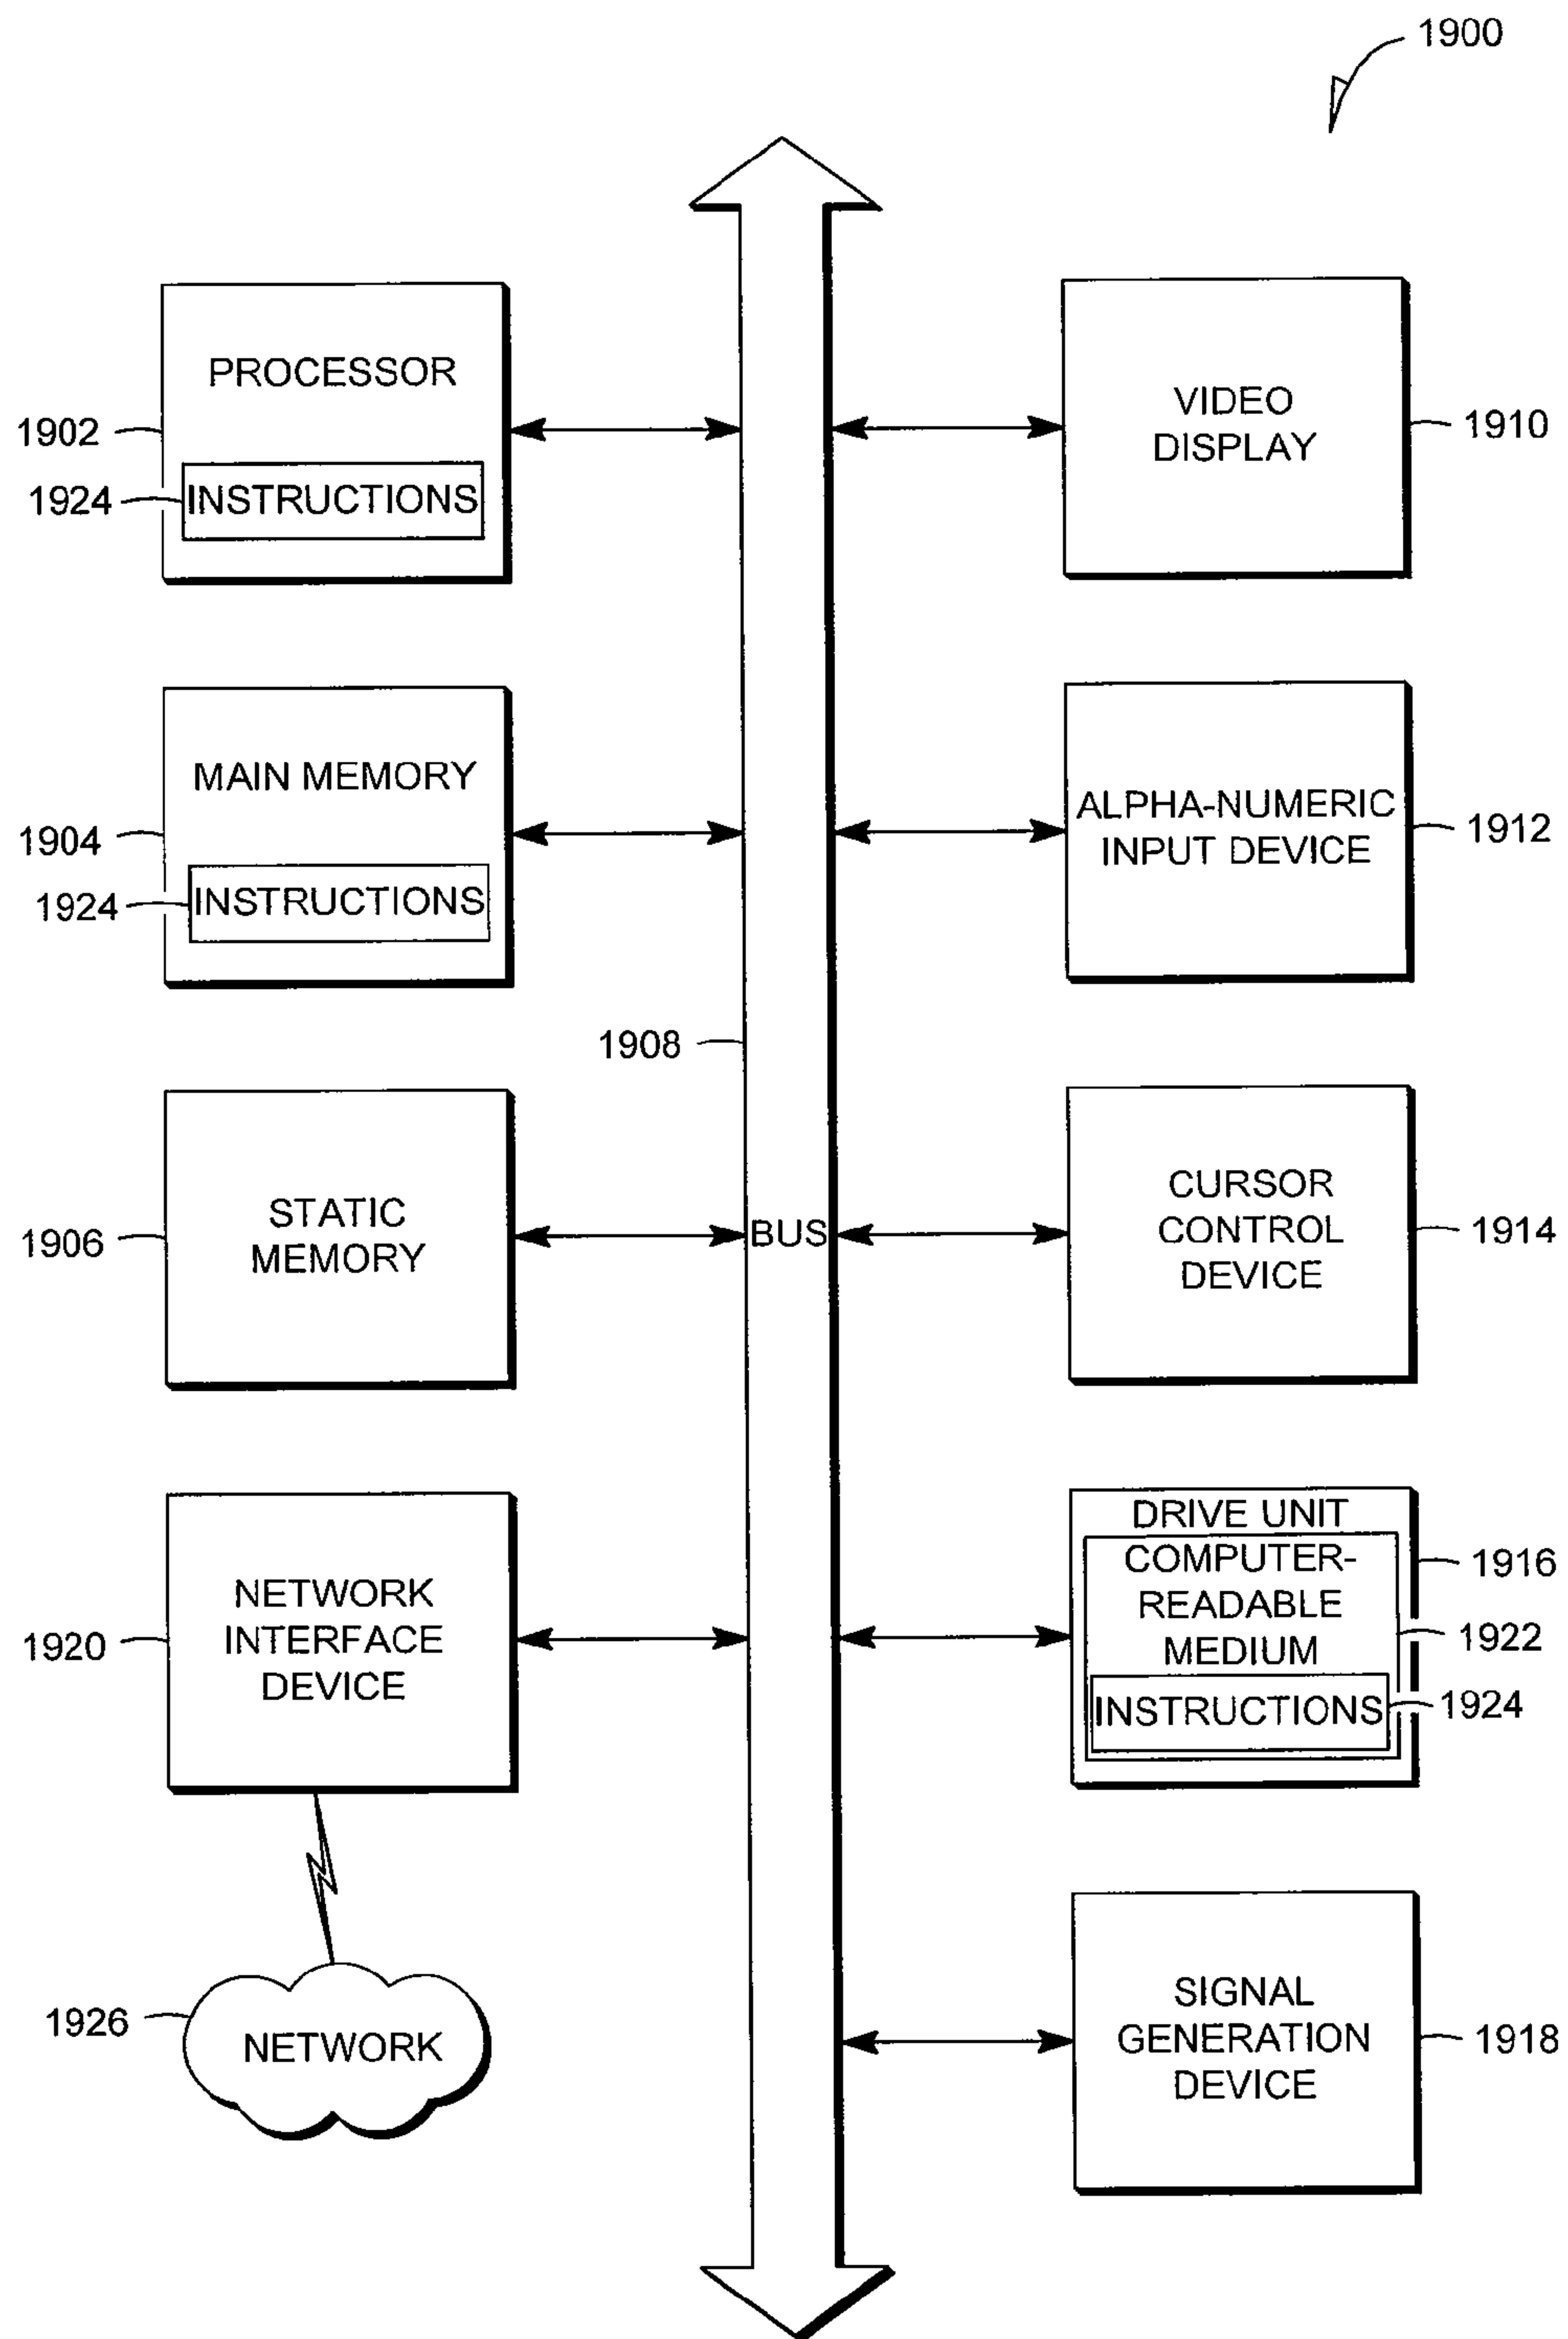 1900
PROCESSOR
1902
1924
INSTRUCTIONS
VIDEO
DISPLAY
1910
MAIN MEMORY
1904
1924
INSTRUCTIONS
ALPHA-NUMERIC
INPUT DEVICE
1912
1908
STATIC
MEMORY
1906
BUS
CURSOR
CONTROL
DEVICE
1914
NETWORK
INTERFACE
DEVICE
1920
DRIVE UNIT
COMPUTER-
READABLE
MEDIUM
1916
1922
INSTRUCTIONS
1924
1926
NETWORK
SIGNAL
GENERATION
DEVICE
1918